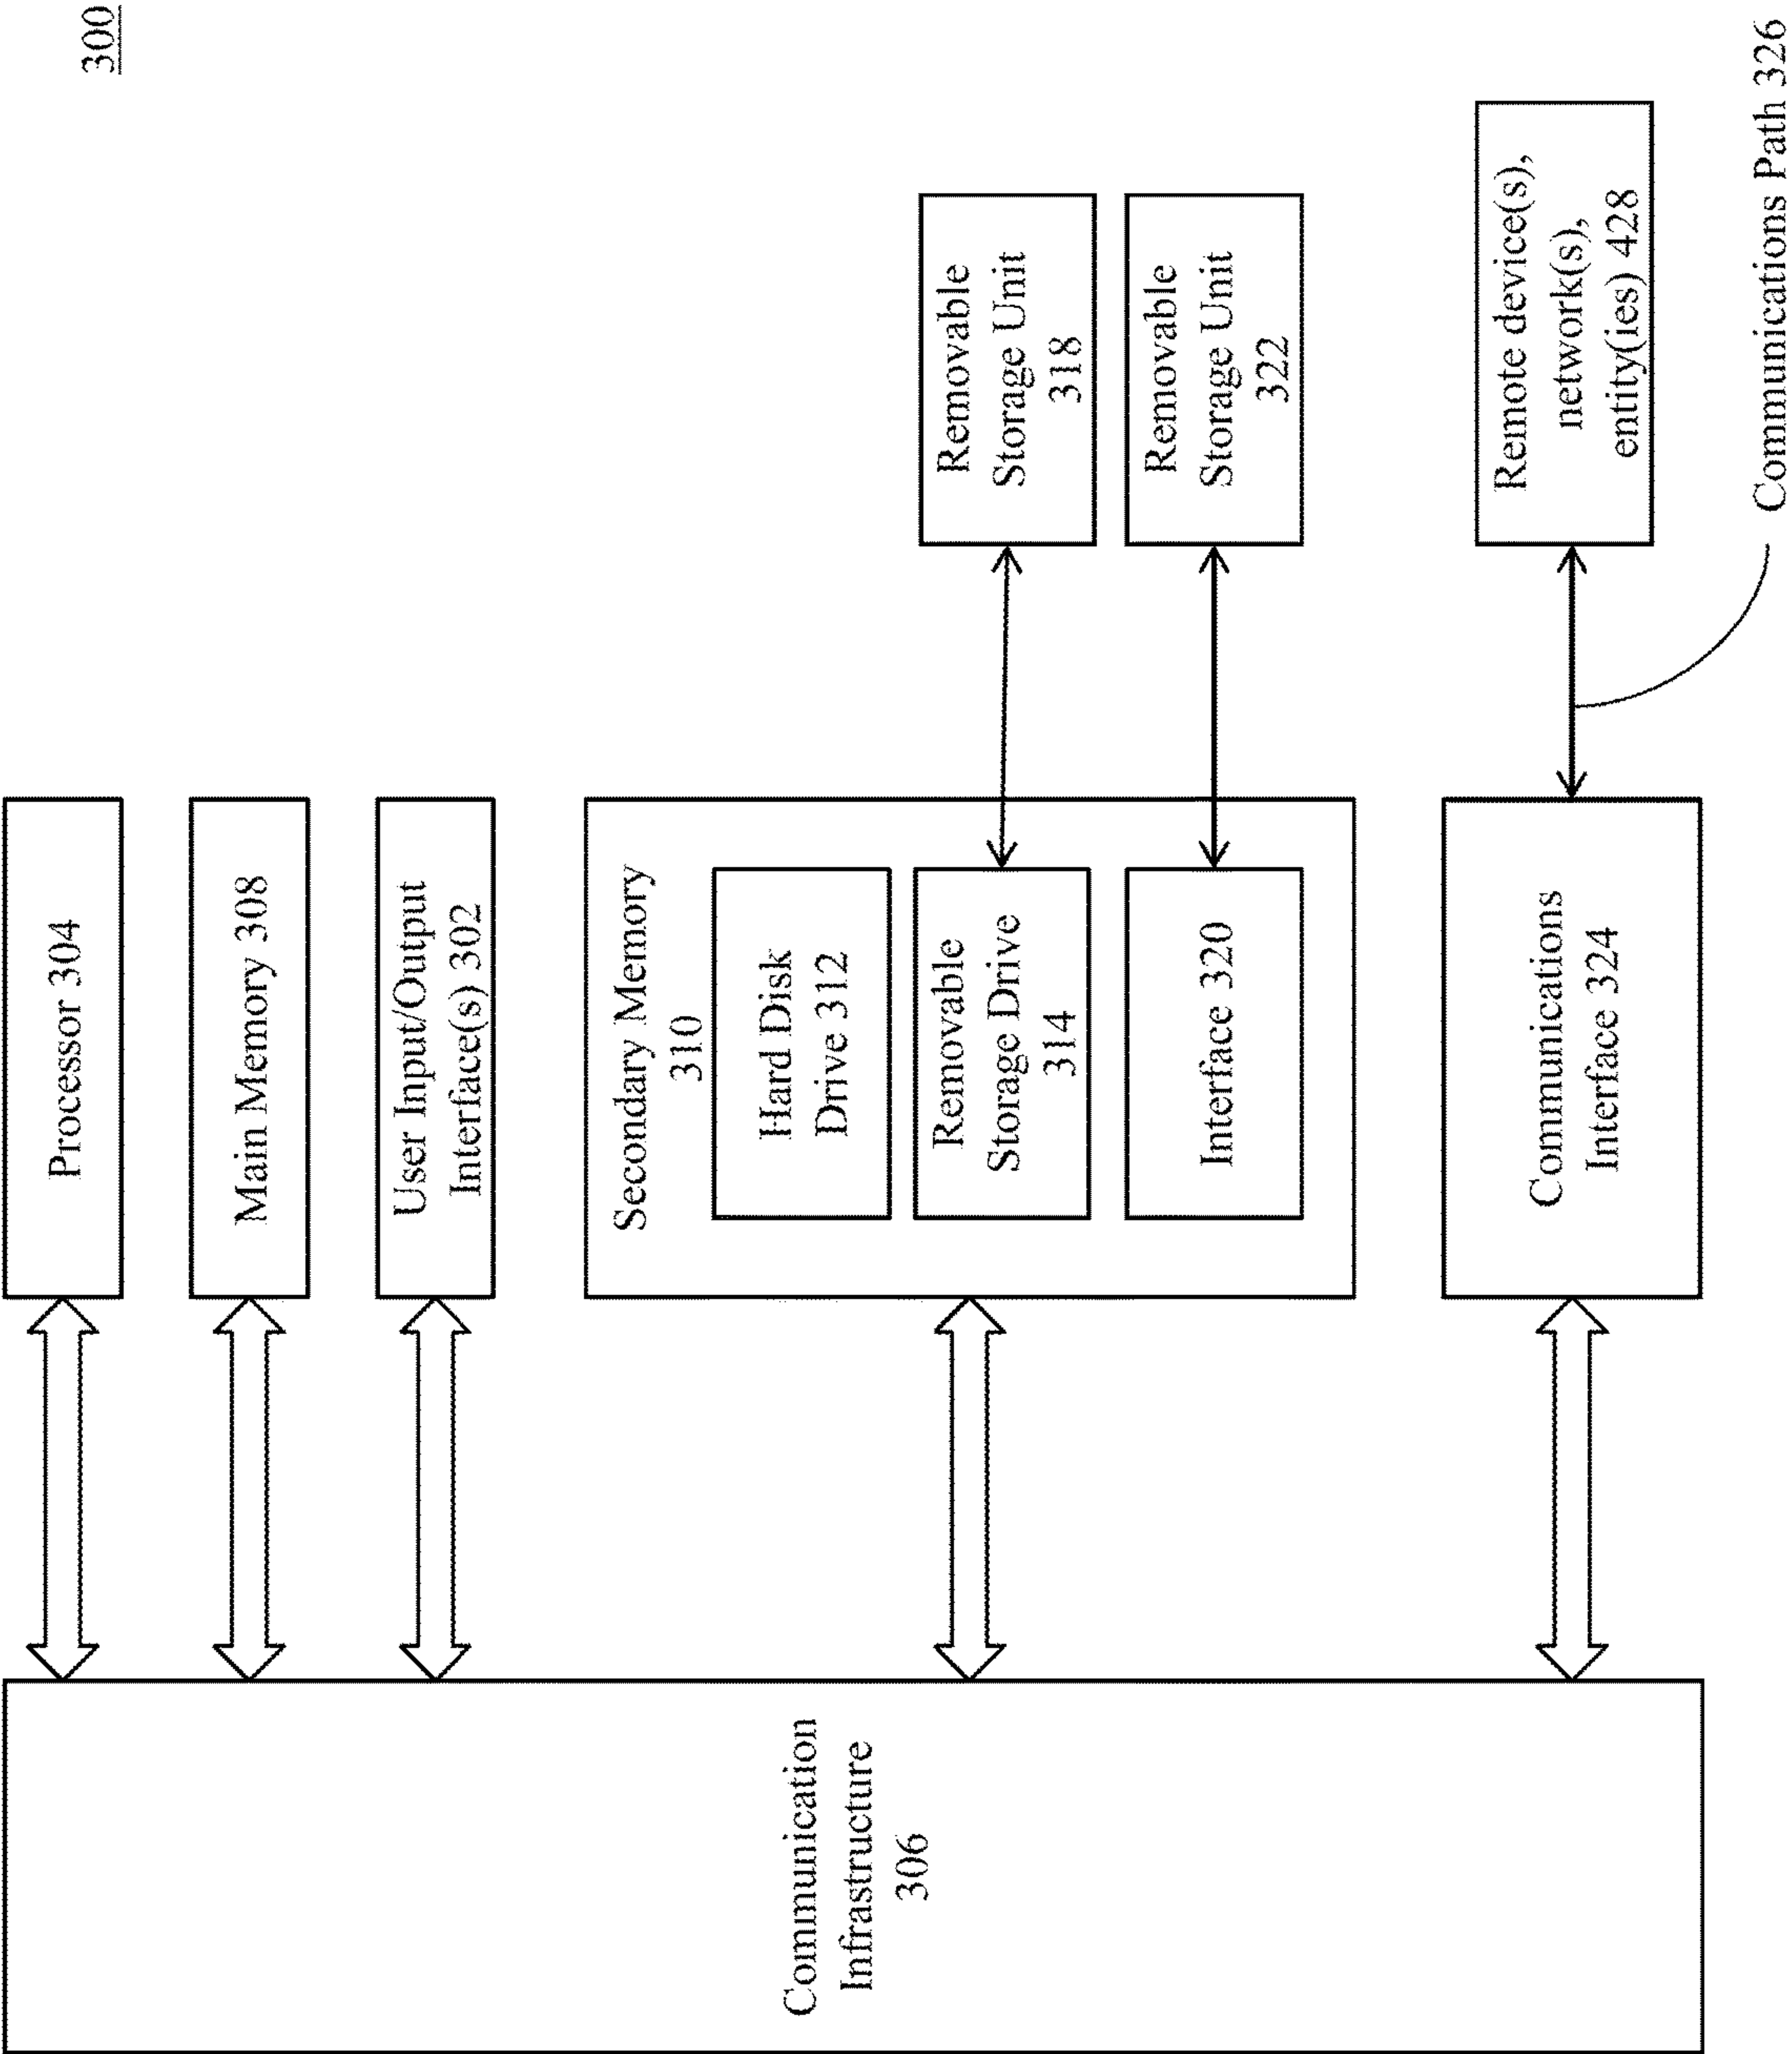 300
Processor 304
Main Memory 308
User Input/Output
Interface(s) 302
Secondary Memory
310
Hard Disk
Drive 312
Removable
Storage Drive
314
Interface 320
Communications
Interface 324
Communication
Infrastructure
306
Removable
Storage Unit
318
Removable
Storage Unit
322
Remote device(s),
network(s),
entity(ies) 428
Communications Path 326